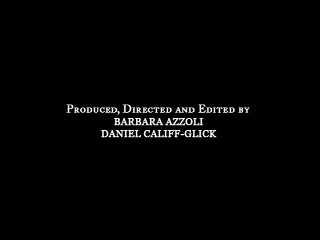 Produced, Directed and Edited by
BARBARA AZZOLI
DANIEL CALIFF-GLICK